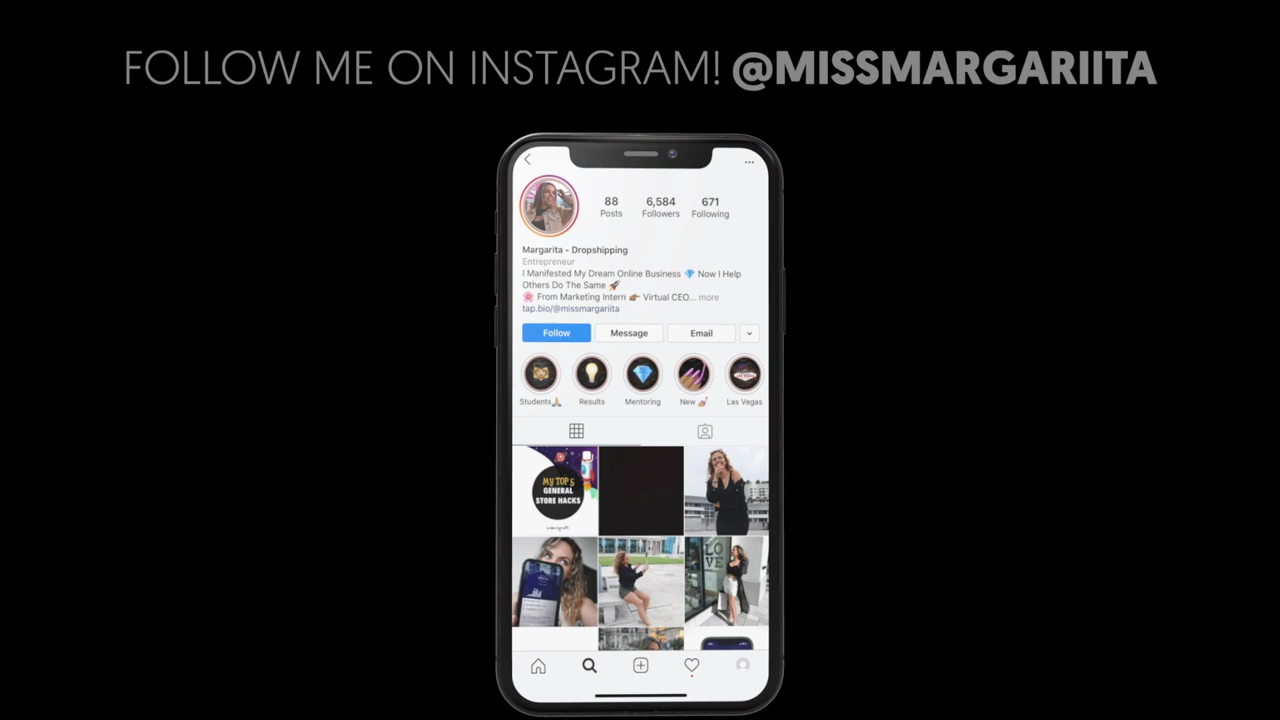 FOLLOW ME ON INSTAGRAM! @MISSMARGARIITA
88 6,584 671
Posts Followers Following
Margarita - Dropshipping
Entrepreneur
I Manifested My Dream Online Business 💎 Now I Help
Others Do The Same 🚀
🌸 From Marketing Intern 👉🏽 Virtual CEO... more
tap.bio/@missmargariita
Follow Message Email
Students🙏🏽 Results Mentoring New 💅🏼 Las Vegas
MY TOP 5
GENERAL
STORE HACKS
LO
VE